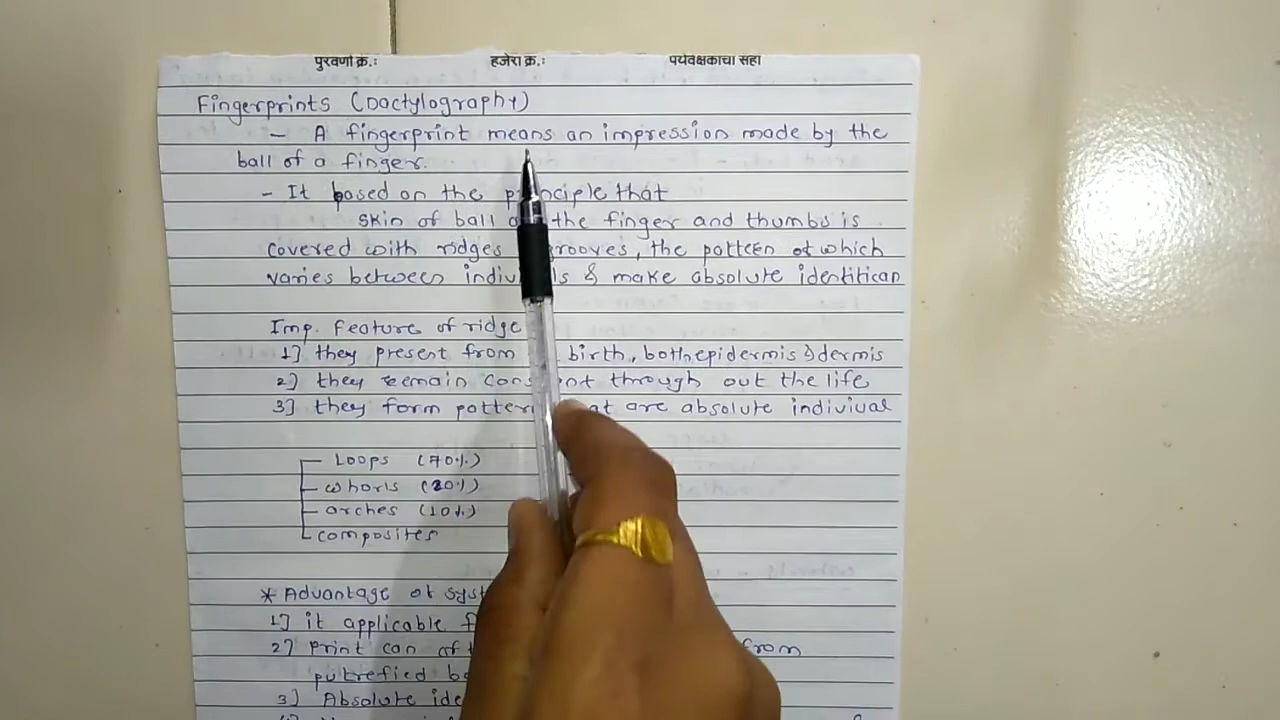 पुरवणी क्र.: हजेरी क्र.: पर्यवेक्षकाचा सही
Fingerprints (Dactylography)
- A fingerprint means an impression made by the
ball of a finger.
- It based on the principle that
skin of ball the finger and thumbs is
covered with ridges grooves, the pattern of which
varies between & make absolute identifican
Imp. feature of ridge
1] they present from birth, both epidermis & dermis
2] they remain through out the life
3] they form are absolute indiviual
Loops (70%)
whorls (20%)
arches (10%)
composites
* Advantage of
1] it applicable
2] Print can from
putrefied
3] Absolute